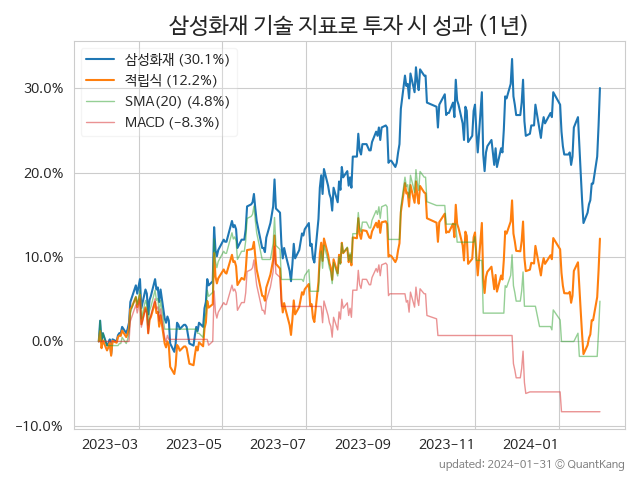 삼성화재 기술 지표로 투자 시 성과 (1년)
삼성화재 (30.1%)
적립식 (12.2%)
SMA(20) (4.8%)
MACD (−8.3%)
30.0%
20.0%
10.0%
0.0%
−10.0%
2023-03 2023-05 2023-07 2023-09 2023-11 2024-01
updated: 2024-01-31 © QuantKang